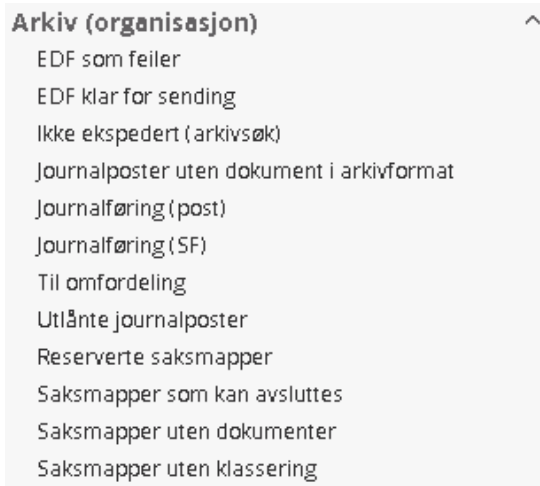 Arkiv (organisasjon)
EDF som feiler
EDF klar for sending
Ikke ekspedert (arkivsøk)
Journalposter uten dokument i arkivformat
Journalføring (post)
Journalføring (SF)
Til omfordeling
Utlånte journalposter
Reserverte saksmapper
Saksmapper som kan avsluttes
Saksmapper uten dokumenter
Saksmapper uten klassering